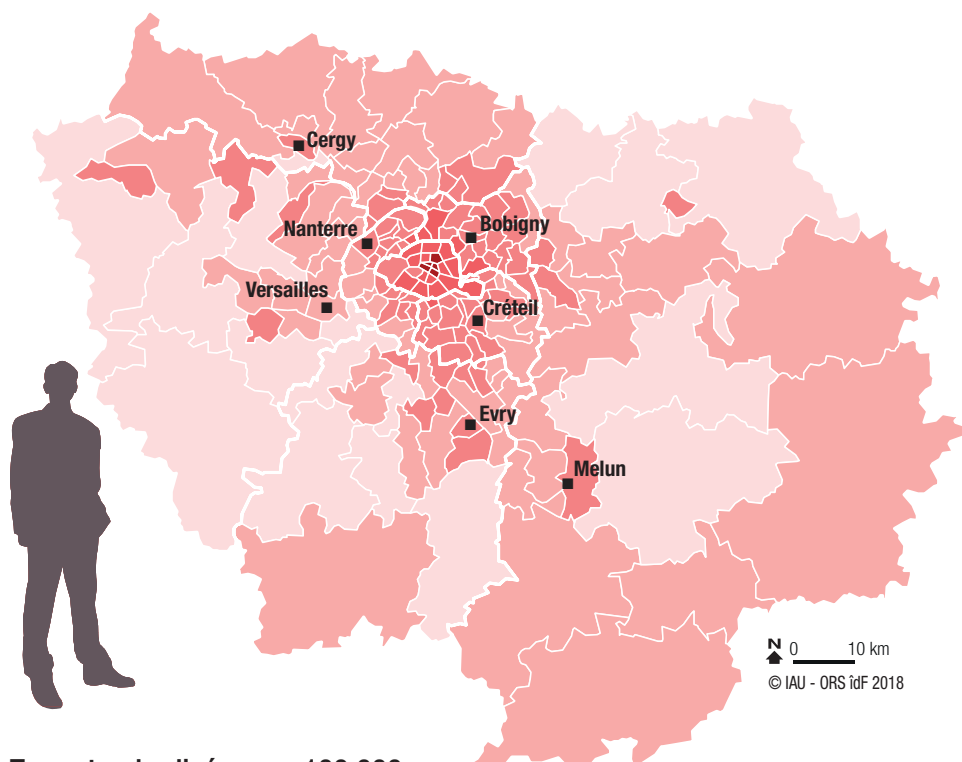 Cergy
Nanterre
Bobigny
Versailles
Créteil
Evry
Melun
N
0 10 km
© IAU - ORS îdF 2018